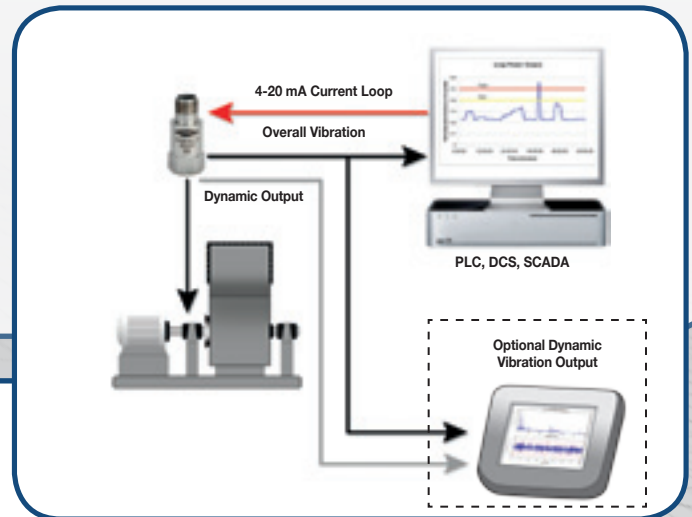 4-20 mA Current Loop
Overall Vibration
Dynamic Output
PLC, DCS, SCADA
Optional Dynamic
Vibration Output